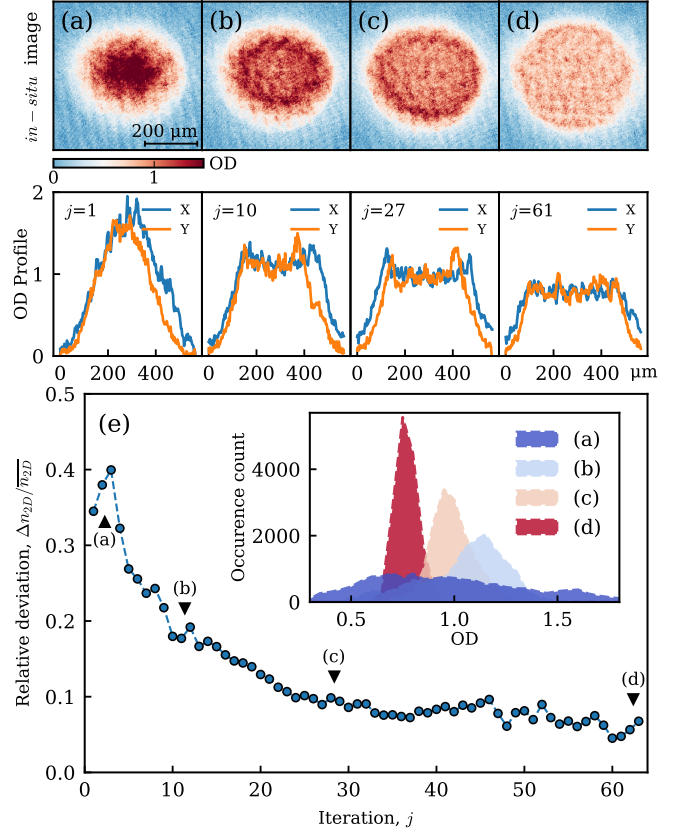 in − situ image
(a)
(b)
(c)
(d)
200 μm
OD
0
1
OD Profile
2
1
0
j=1
X
Y
j=10
X
Y
j=27
X
Y
j=61
X
Y
0 200 400
0 200 400
0 200 400
0 200 400 μm
Relative deviation, Δn2D/n2D
0.5
0.4
0.3
0.2
0.1
0.0
(e)
(a)
(b)
(c)
(d)
Occurence count
4000
2000
0
0.5 1.0 1.5
OD
(a)
(b)
(c)
(d)
0 10 20 30 40 50 60
Iteration, j